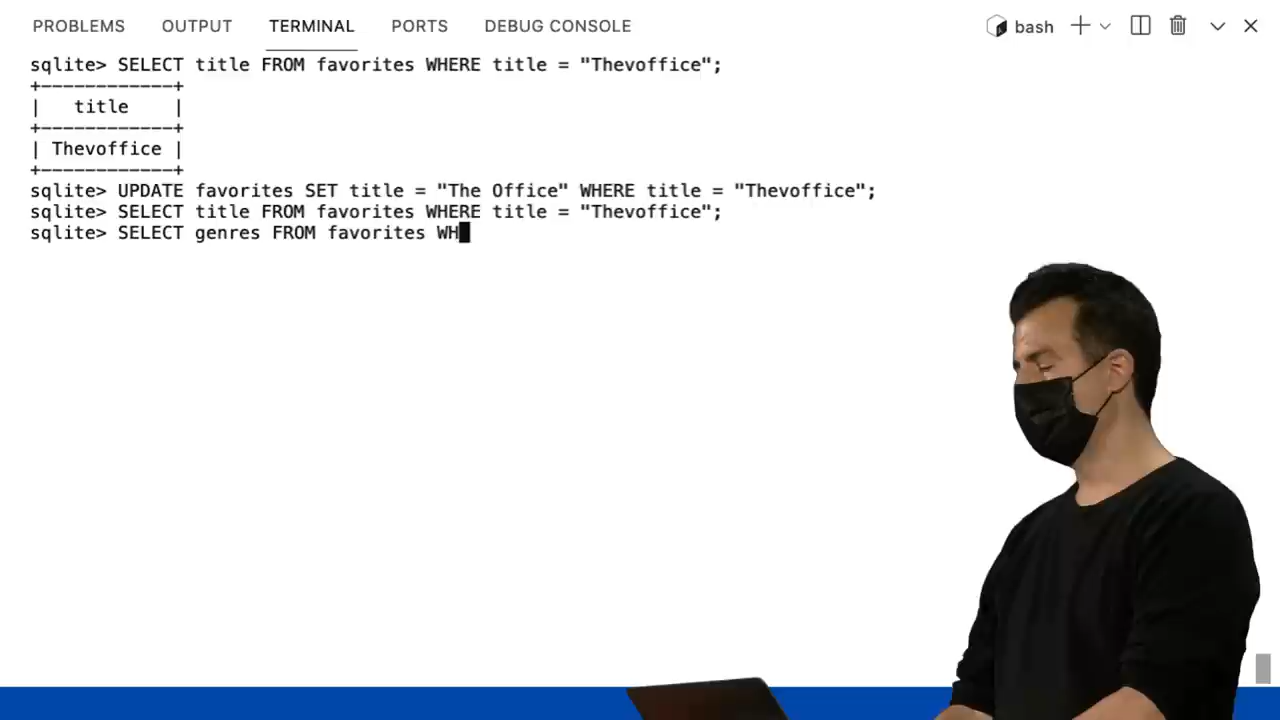 PROBLEMS OUTPUT TERMINAL PORTS DEBUG CONSOLE bash
sqlite> SELECT title FROM favorites WHERE title = "Thevoffice";
+------------+
|   title    |
+------------+
| Thevoffice |
+------------+
sqlite> UPDATE favorites SET title = "The Office" WHERE title = "Thevoffice";
sqlite> SELECT title FROM favorites WHERE title = "Thevoffice";
sqlite> SELECT genres FROM favorites WH